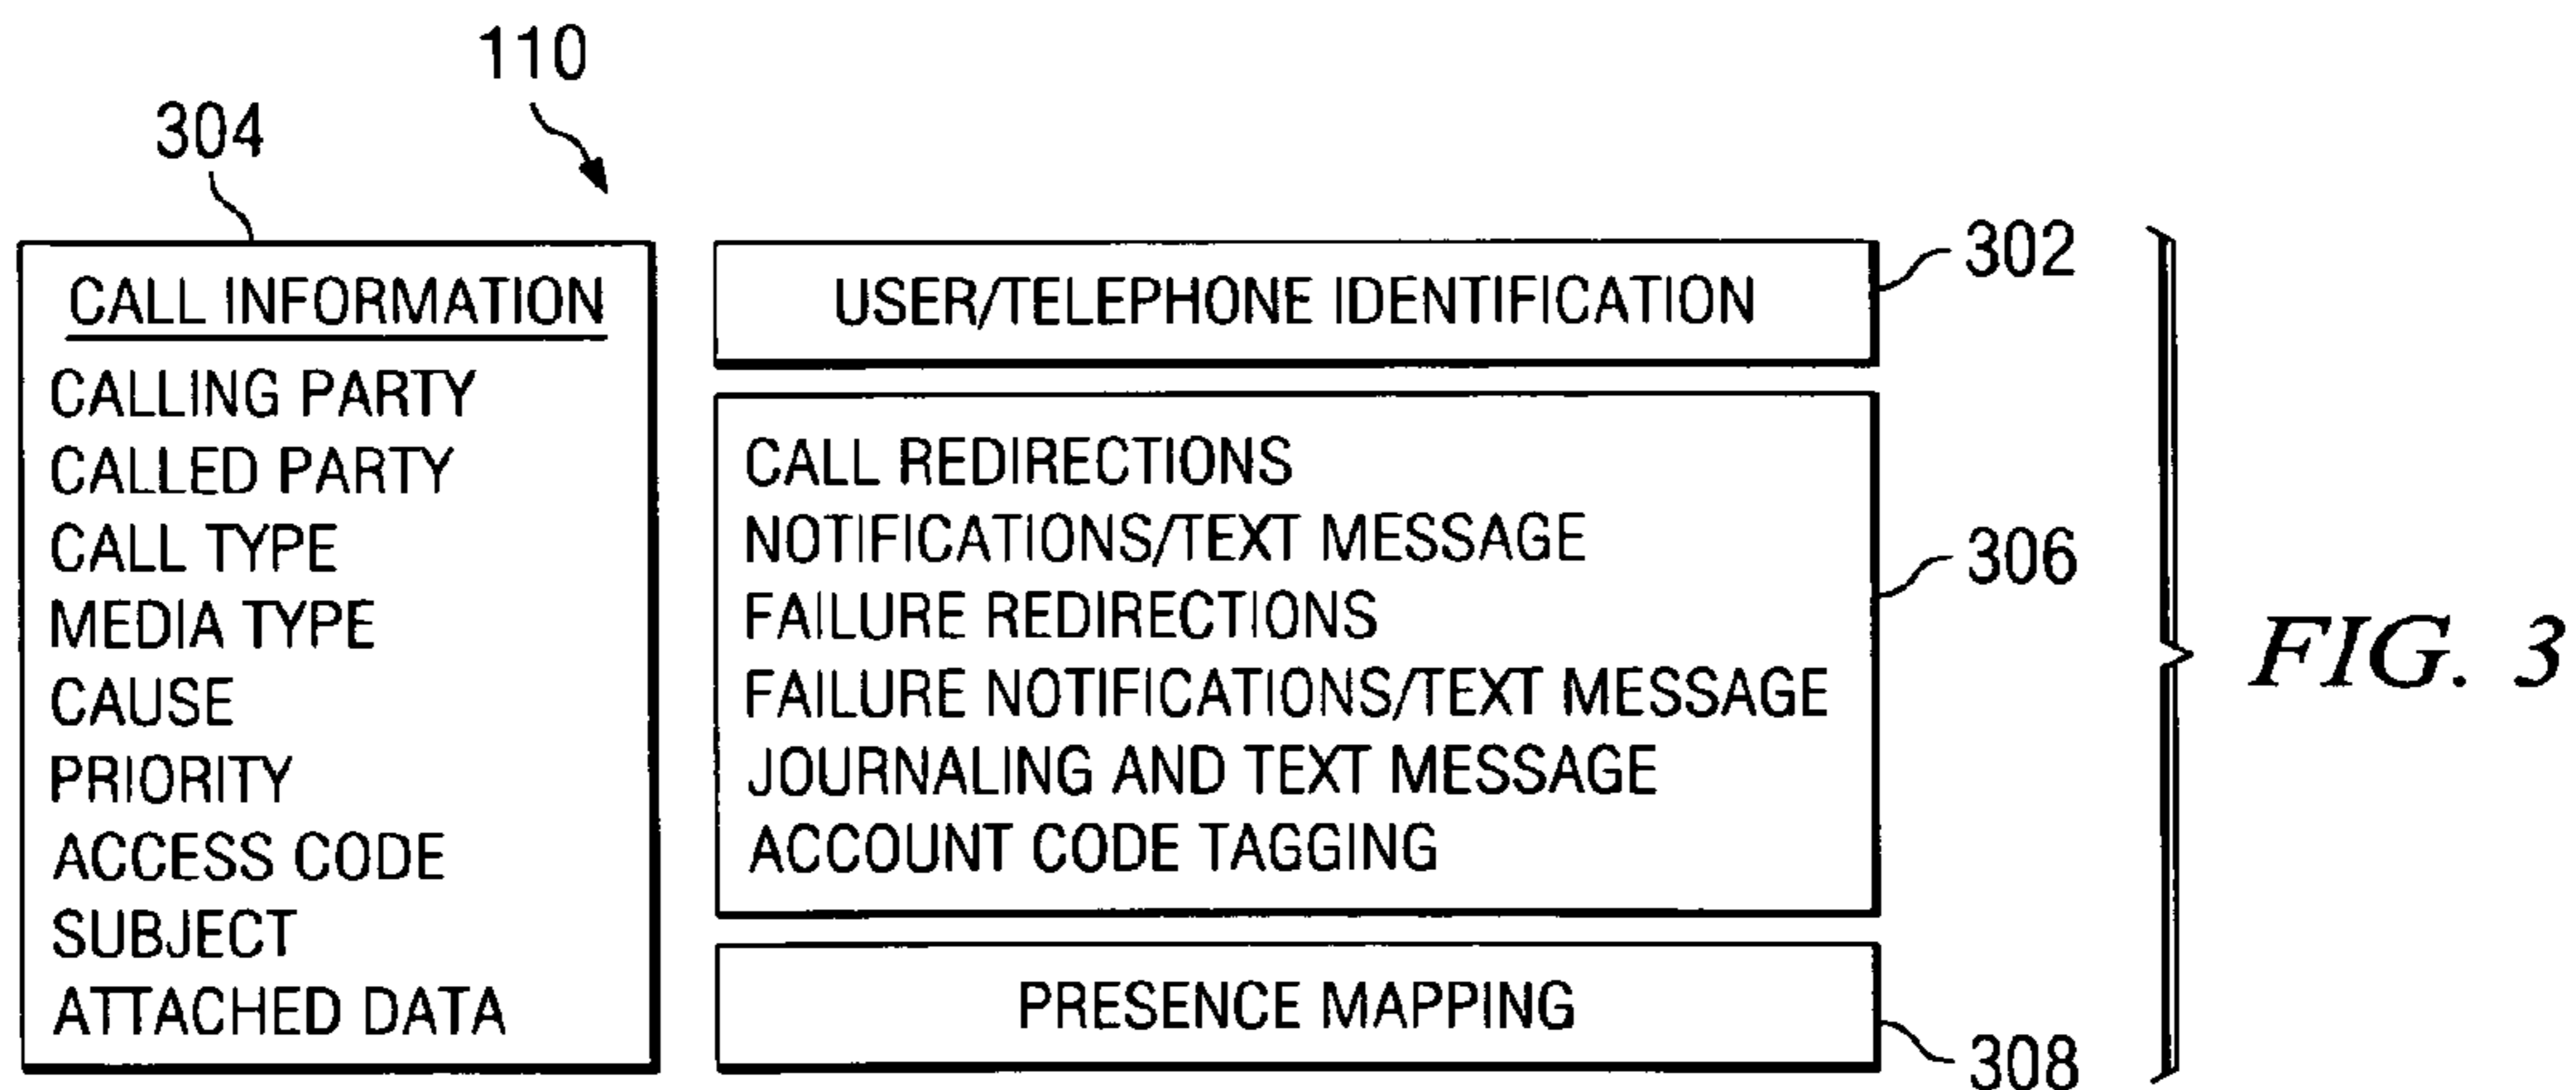 110
304
CALL INFORMATION
CALLING PARTY
CALLED PARTY
CALL TYPE
MEDIA TYPE
CAUSE
PRIORITY
ACCESS CODE
SUBJECT
ATTACHED DATA
USER/TELEPHONE IDENTIFICATION
302
CALL REDIRECTIONS
NOTIFICATIONS/TEXT MESSAGE
FAILURE REDIRECTIONS
FAILURE NOTIFICATIONS/TEXT MESSAGE
JOURNALING AND TEXT MESSAGE
ACCOUNT CODE TAGGING
306
PRESENCE MAPPING
308
FIG. 3